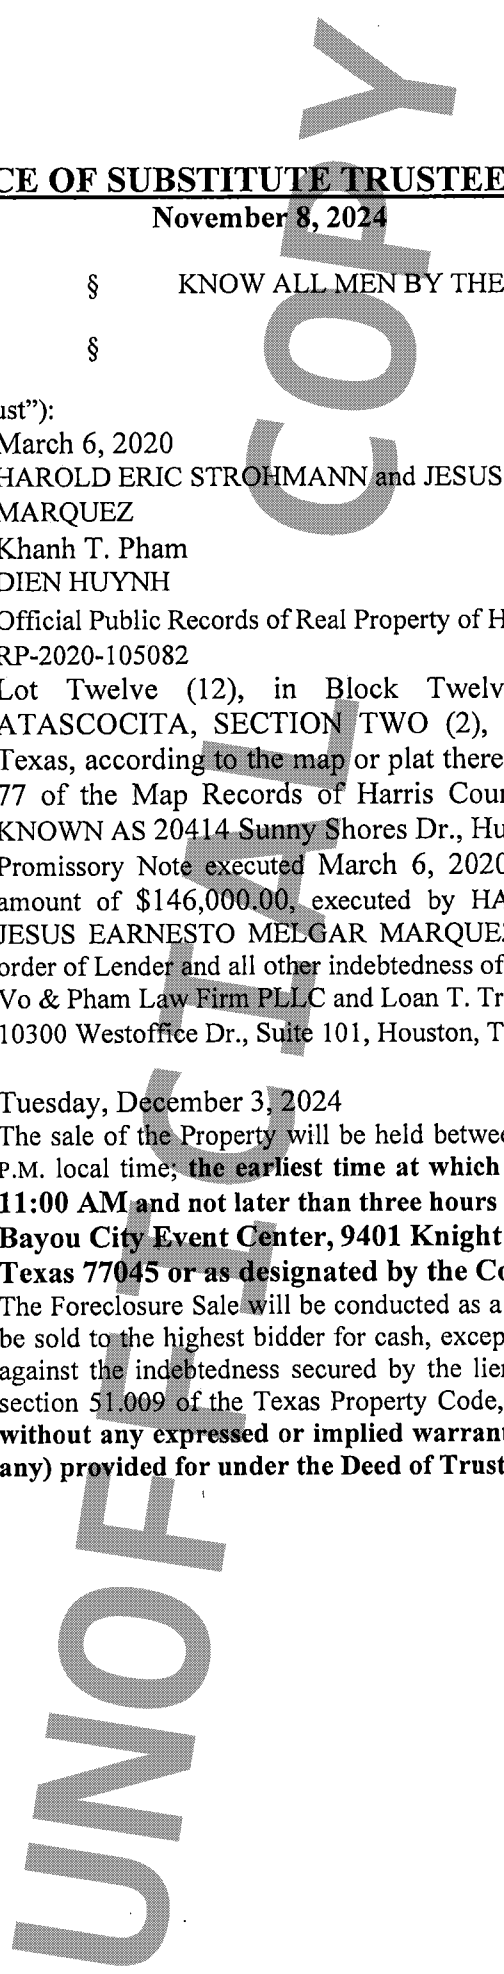 CE OF SUBSTITUTE TRUSTEE
November 8, 2024
§ KNOW ALL MEN BY THE
§
ust”):
March 6, 2020
HAROLD ERIC STROHMANN and JESUS
MARQUEZ
Khanh T. Pham
DIEN HUYNH
Official Public Records of Real Property of H
RP-2020-105082
Lot Twelve (12), in Block Twelv
ATASCOCITA, SECTION TWO (2),
Texas, according to the map or plat there
77 of the Map Records of Harris Cou
KNOWN AS 20414 Sunny Shores Dr., Hu
Promissory Note executed March 6, 2020
amount of $146,000.00, executed by HA
JESUS EARNESTO MELGAR MARQUE
order of Lender and all other indebtedness of
Vo & Pham Law Firm PLLC and Loan T. Tr
10300 Westoffice Dr., Suite 101, Houston, T
Tuesday, December 3, 2024
The sale of the Property will be held betwe
P.M. local time; the earliest time at which
11:00 AM and not later than three hours
Bayou City Event Center, 9401 Knight
Texas 77045 or as designated by the Co
The Foreclosure Sale will be conducted as a
be sold to the highest bidder for cash, excep
against the indebtedness secured by the lie
section 51.009 of the Texas Property Code,
without any expressed or implied warrant
any) provided for under the Deed of Trust
UNOFFICIAL COPY